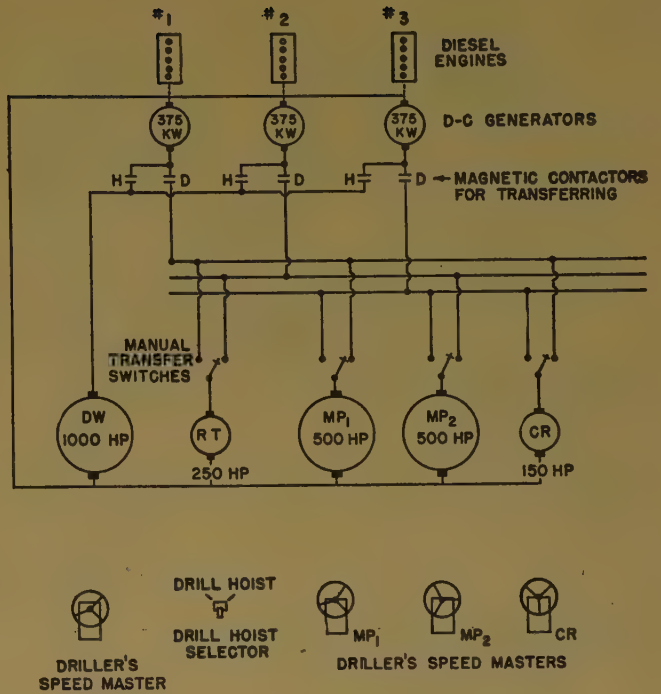 #1 #2 #3
DIESEL
ENGINES
375
KW
375
KW
375
KW
D-C GENERATORS
H D H D H D
MAGNETIC CONTACTORS
FOR TRANSFERRING
MANUAL
TRANSFER
SWITCHES
DW
1000 HP
RT
250 HP
MP1
500 HP
MP2
500 HP
CR
150 HP
DRILL HOIST
DRILL HOIST
SELECTOR
DRILLER'S
SPEED MASTER
MP1 MP2 CR
DRILLER'S SPEED MASTERS